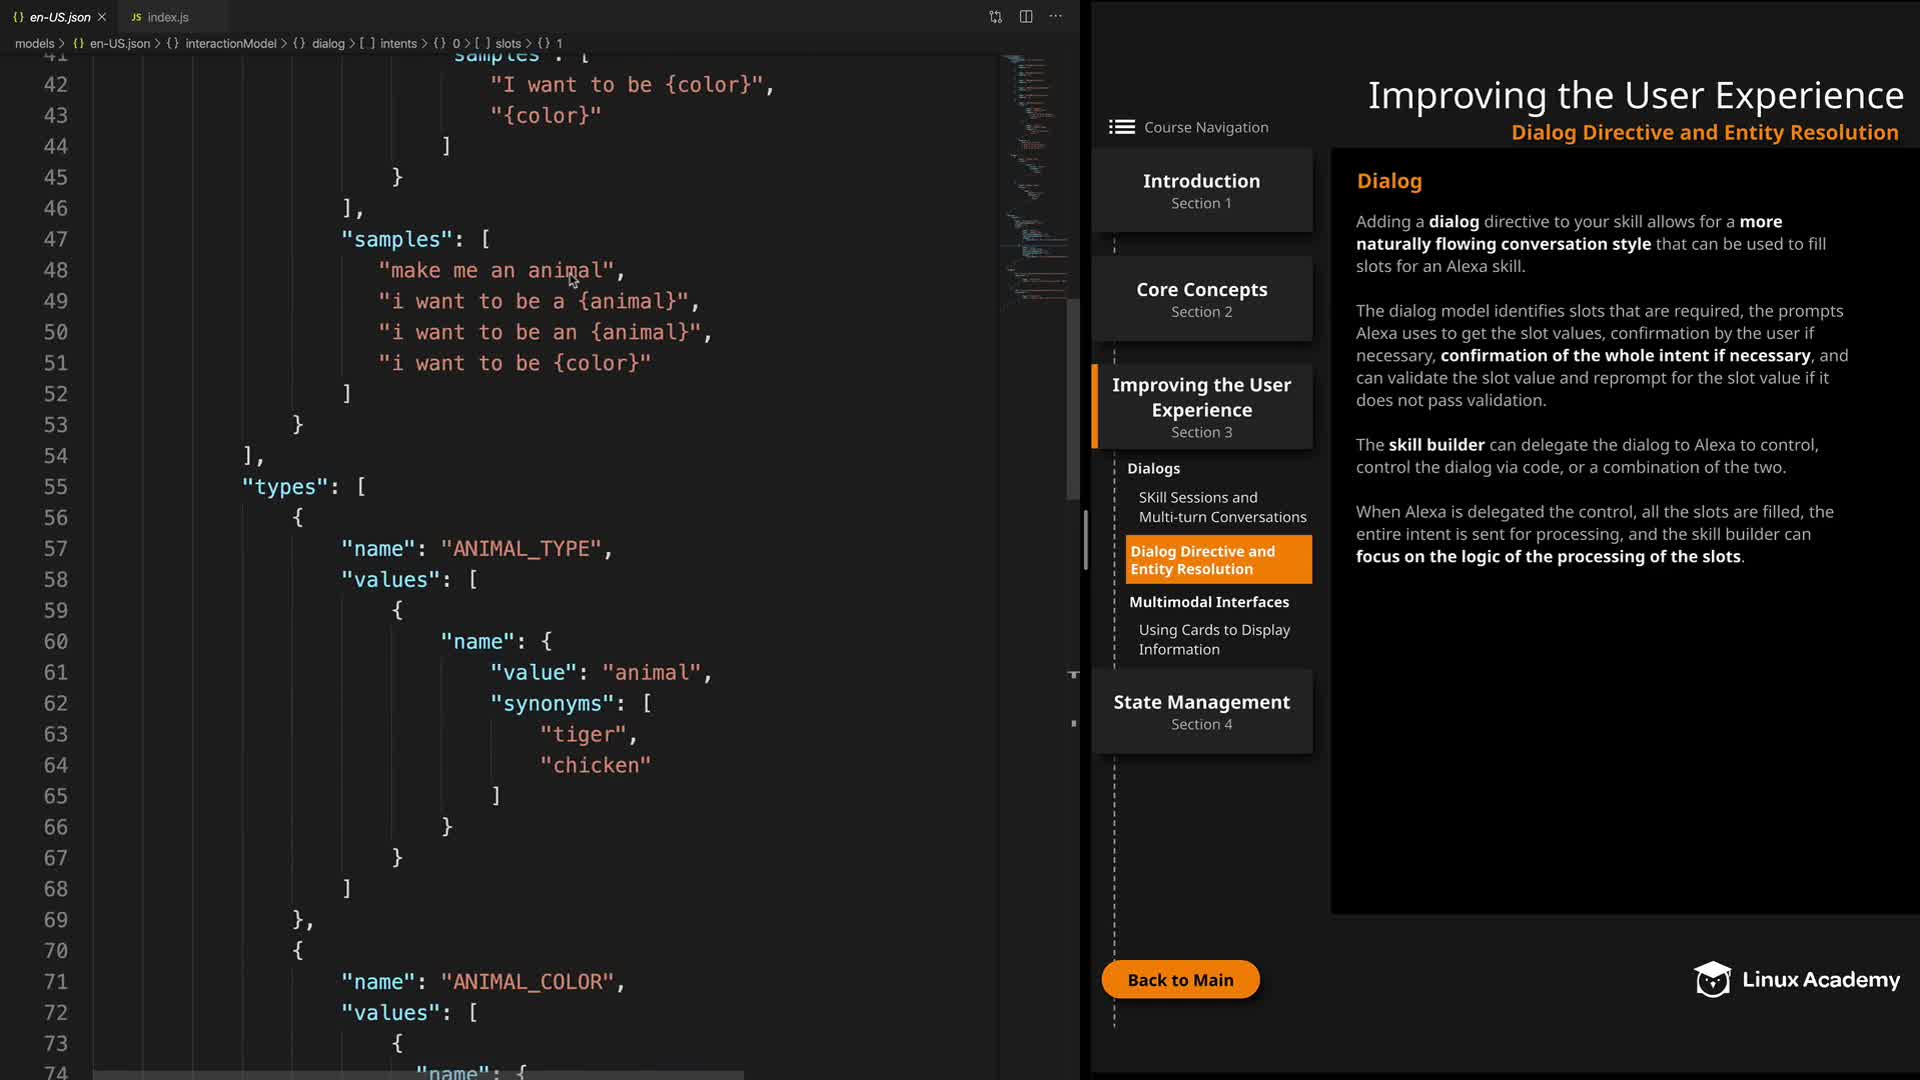 {} en-US.json ×
JS index.js
models > {} en-US.json > {} interactionModel > {} dialog > [ ] intents > {} 0 > [ ] slots > {} 1
41 "samples": [
42 "I want to be {color}",
43 "{color}"
44 ]
45 }
46 ],
47 "samples": [
48 "make me an animal",
49 "i want to be a {animal}",
50 "i want to be an {animal}",
51 "i want to be {color}"
52 ]
53 }
54 ],
55 "types": [
56 {
57 "name": "ANIMAL_TYPE",
58 "values": [
59 {
60 "name": {
61 "value": "animal",
62 "synonyms": [
63 "tiger",
64 "chicken"
65 ]
66 }
67 }
68 ]
69 },
70 {
71 "name": "ANIMAL_COLOR",
72 "values": [
73 {
74 "name": {
Improving the User Experience
Dialog Directive and Entity Resolution
Course Navigation
Introduction
Section 1
Core Concepts
Section 2
Improving the User
Experience
Section 3
Dialogs
SKill Sessions and
Multi-turn Conversations
Dialog Directive and
Entity Resolution
Multimodal Interfaces
Using Cards to Display
Information
State Management
Section 4
Back to Main
Dialog
Adding a dialog directive to your skill allows for a more
naturally flowing conversation style that can be used to fill
slots for an Alexa skill.
The dialog model identifies slots that are required, the prompts
Alexa uses to get the slot values, confirmation by the user if
necessary, confirmation of the whole intent if necessary, and
can validate the slot value and reprompt for the slot value if it
does not pass validation.
The skill builder can delegate the dialog to Alexa to control,
control the dialog via code, or a combination of the two.
When Alexa is delegated the control, all the slots are filled, the
entire intent is sent for processing, and the skill builder can
focus on the logic of the processing of the slots.
Linux Academy